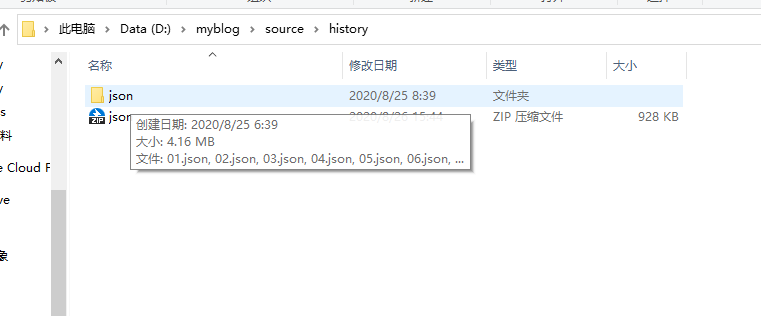 此电脑 > Data (D:) > myblog > source > history
名称 修改日期 类型 大小
json 2020/8/25 8:39 文件夹
json ZIP 压缩文件 928 KB
创建日期: 2020/8/25 6:39
大小: 4.16 MB
文件: 01.json, 02.json, 03.json, 04.json, 05.json, 06.json, ...
料
e Cloud F
ve
象